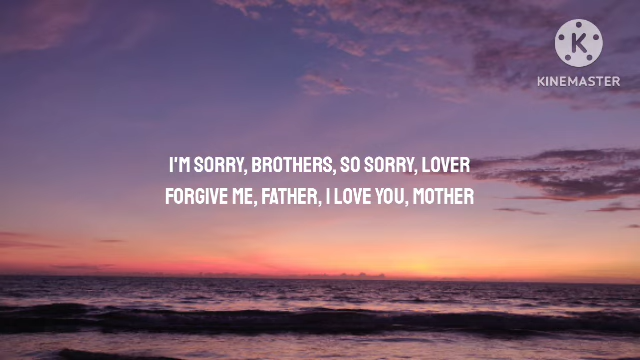 KINEMASTER
I'M SORRY, BROTHERS, SO SORRY, LOVER
FORGIVE ME, FATHER, I LOVE YOU, MOTHER